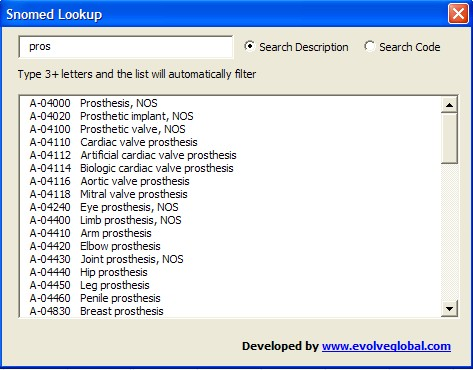 Snomed Lookup
pros
Search Description
Search Code
Type 3+ letters and the list will automatically filter
A-04000 Prosthesis, NOS
A-04020 Prosthetic implant, NOS
A-04100 Prosthetic valve, NOS
A-04110 Cardiac valve prosthesis
A-04112 Artificial cardiac valve prosthesis
A-04114 Biologic cardiac valve prosthesis
A-04116 Aortic valve prosthesis
A-04118 Mitral valve prosthesis
A-04240 Eye prosthesis, NOS
A-04400 Limb prosthesis, NOS
A-04410 Arm prosthesis
A-04420 Elbow prosthesis
A-04430 Joint prosthesis, NOS
A-04440 Hip prosthesis
A-04450 Leg prosthesis
A-04460 Penile prosthesis
A-04830 Breast prosthesis
Developed by www.evolveglobal.com